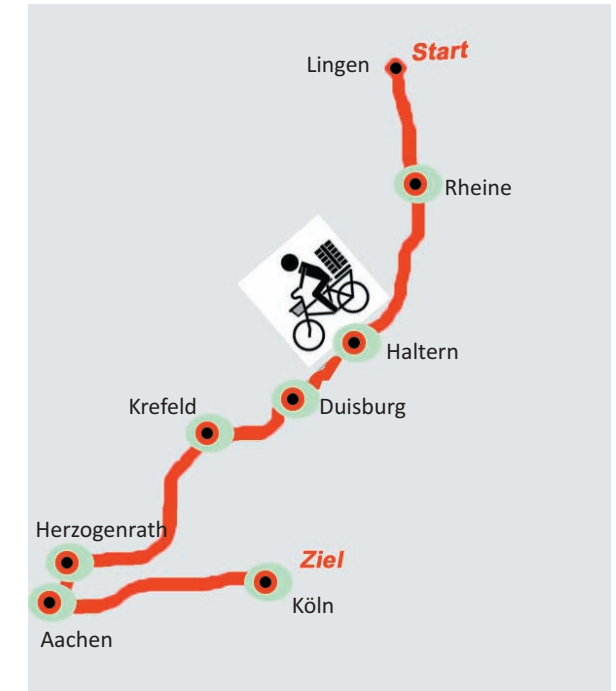 Start
Lingen
Rheine
Haltern
Krefeld
Duisburg
Herzogenrath
Ziel
Köln
Aachen